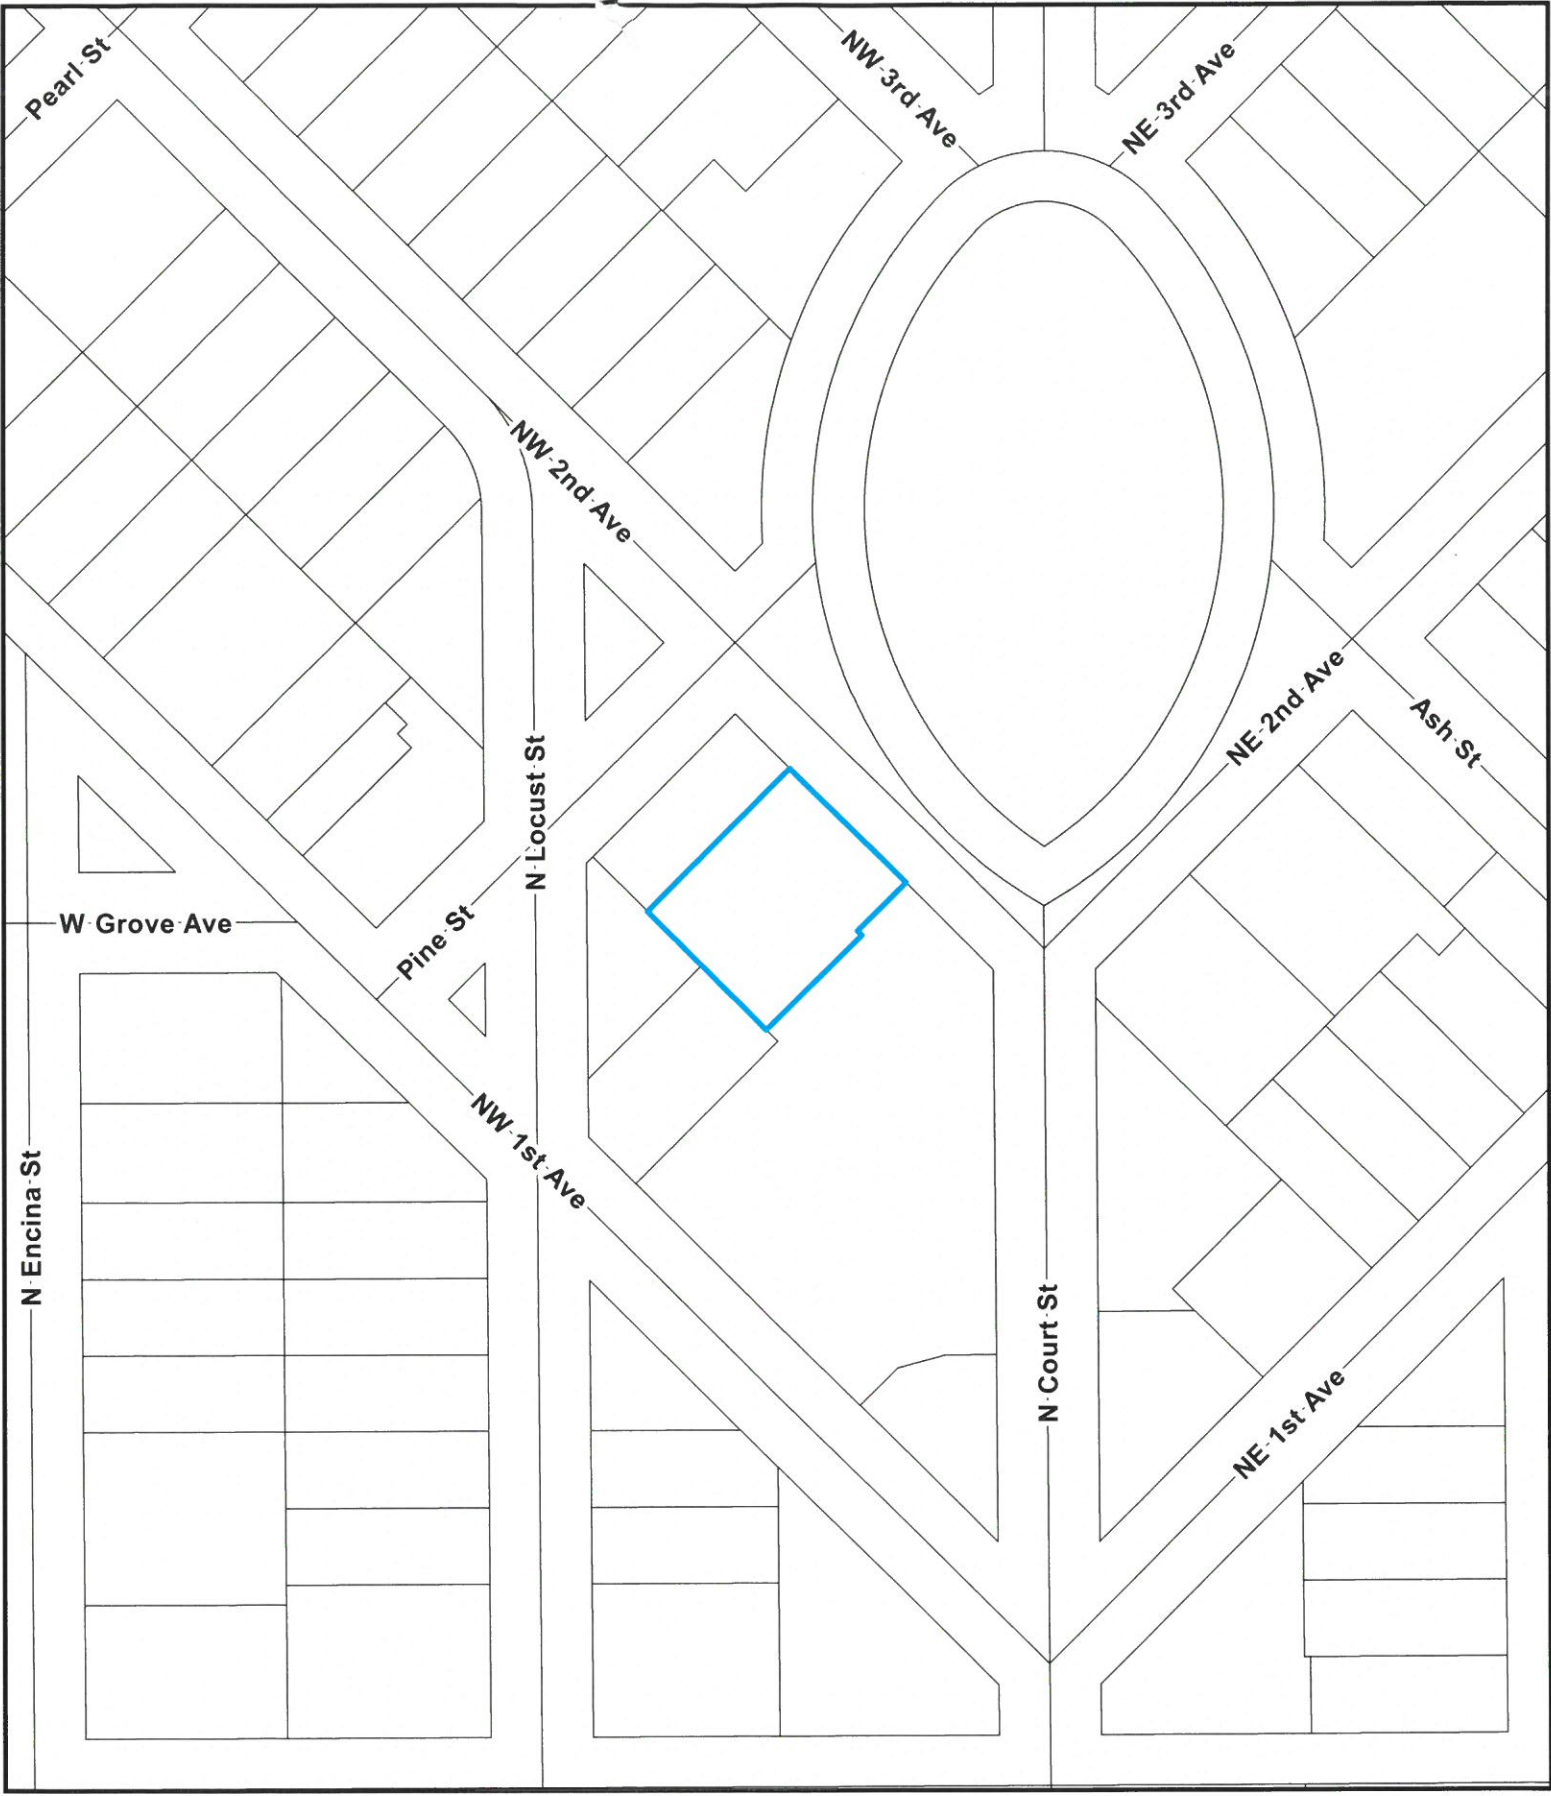 Pearl St
NW 3rd Ave
NE 3rd Ave
NW 2nd Ave
NE 2nd Ave
Ash St
N Locust St
W Grove Ave
Pine St
NW 1st Ave
N Encina St
N Court St
NE 1st Ave